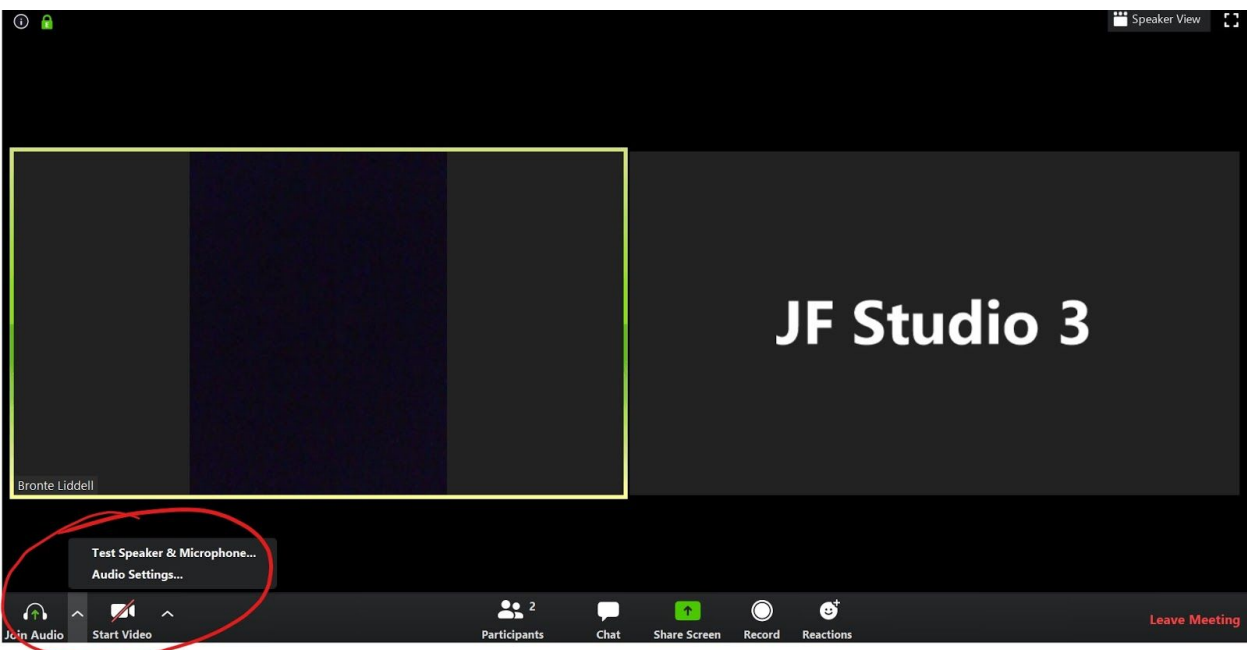 Speaker View
JF Studio 3
Bronte Liddell
Test Speaker & Microphone...
Audio Settings...
Join Audio
Start Video
2
Participants
Chat
Share Screen
Record
Reactions
Leave Meeting